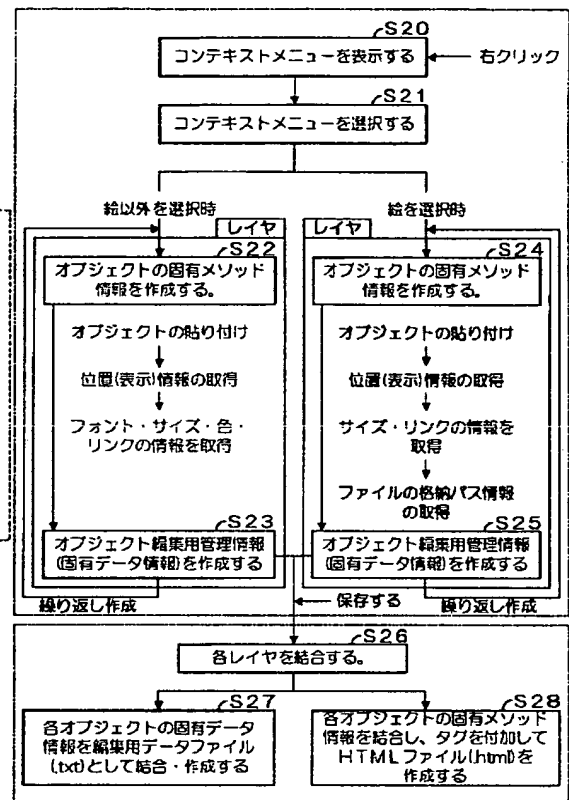 S20
コンテキストメニューを表示する
右クリック
S21
コンテキストメニューを選択する
絵以外を選択時
絵を選択時
レイヤ
レイヤ
S22
オブジェクトの固有メソッド
情報を作成する。
オブジェクトの貼り付け
位置(表示)情報の取得
フォント・サイズ・色・
リンクの情報を取得
S23
オブジェクト編集用管理情報
(固有データ情報)を作成する
繰り返し作成
S24
オブジェクトの固有メソッド
情報を作成する。
オブジェクトの貼り付け
位置(表示)情報の取得
サイズ・リンクの情報を
取得
ファイルの格納パス情報
の取得
S25
オブジェクト編集用管理情報
(固有データ情報)を作成する
繰り返し作成
保存する
S26
各レイヤを結合する。
S27
各オブジェクトの固有データ
情報を編集用データファイル
(.txt)として結合・作成する
S28
各オブジェクトの固有メソッド
情報を結合し、タグを付加して
HTMLファイル(.html)を
作成する